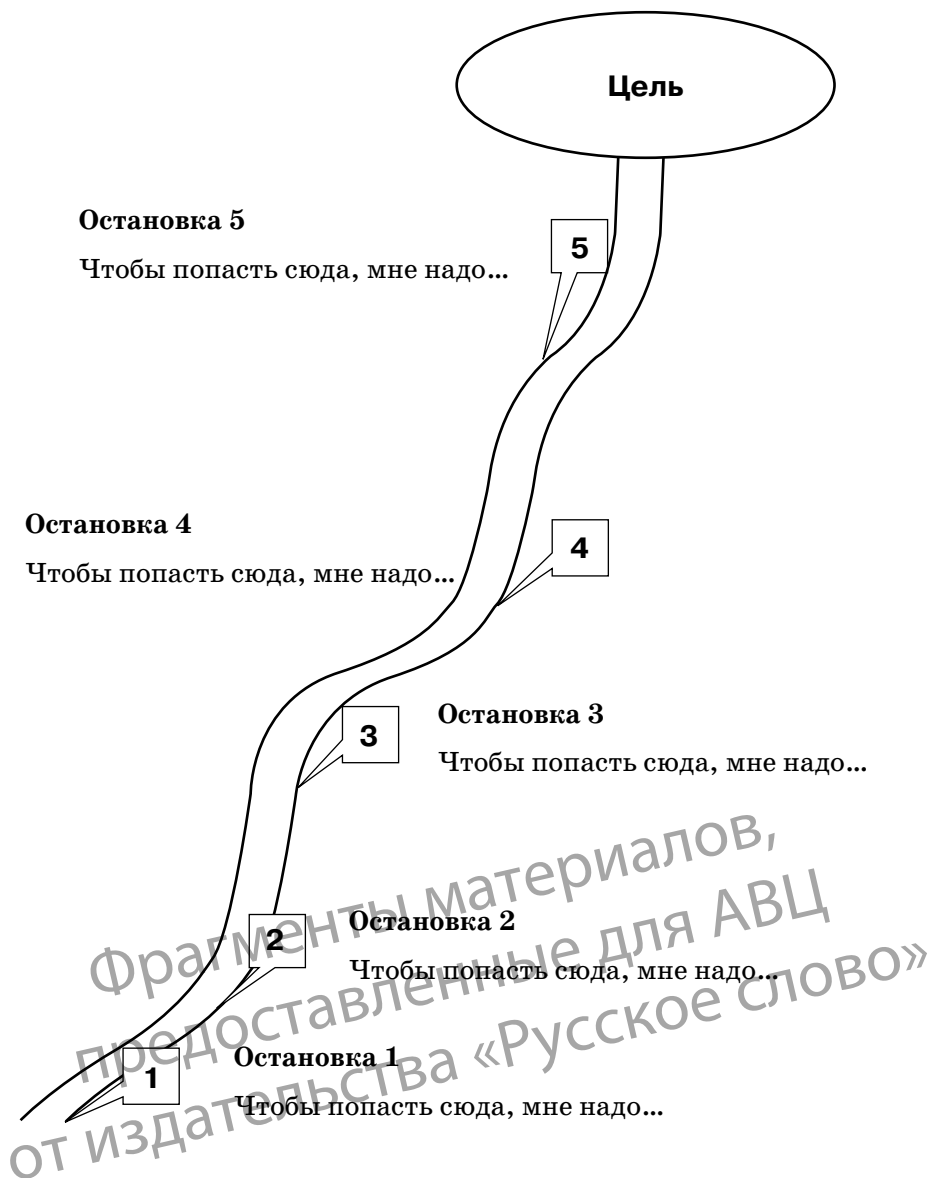 Цель
Остановка 5
Чтобы попасть сюда, мне надо...
5
Остановка 4
Чтобы попасть сюда, мне надо...
4
3
Остановка 3
Чтобы попасть сюда, мне надо...
2
Остановка 2
Чтобы попасть сюда, мне надо...
1
Остановка 1
Чтобы попасть сюда, мне надо...
Фрагменты материалов,
предоставленные для АВЦ
от издательства «Русское слово»